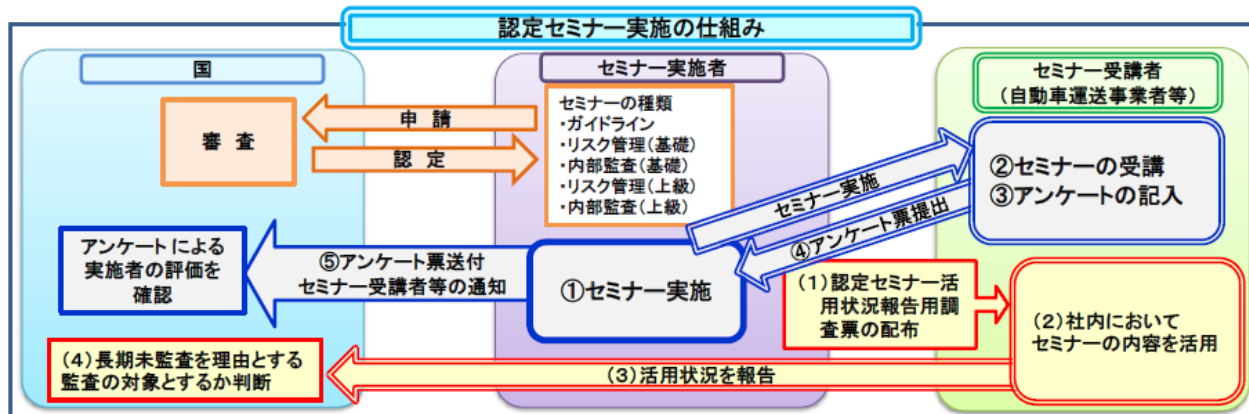 認定セミナー実施の仕組み
国
審 査
申 請
認 定
セミナー実施者
セミナーの種類
・ガイドライン
・リスク管理(基礎)
・内部監査(基礎)
・リスク管理(上級)
・内部監査(上級)
セミナー受講者
(自動車運送事業者等)
②セミナーの受講
③アンケートの記入
セミナー実施
④アンケート票提出
①セミナー実施
⑤アンケート票送付
セミナー受講者等の通知
アンケートによる
実施者の評価を
確認
(1)認定セミナー活
用状況報告用調
査票の配布
(2)社内において
セミナーの内容を活用
(3)活用状況を報告
(4)長期未監査を理由とする
監査の対象とするか判断